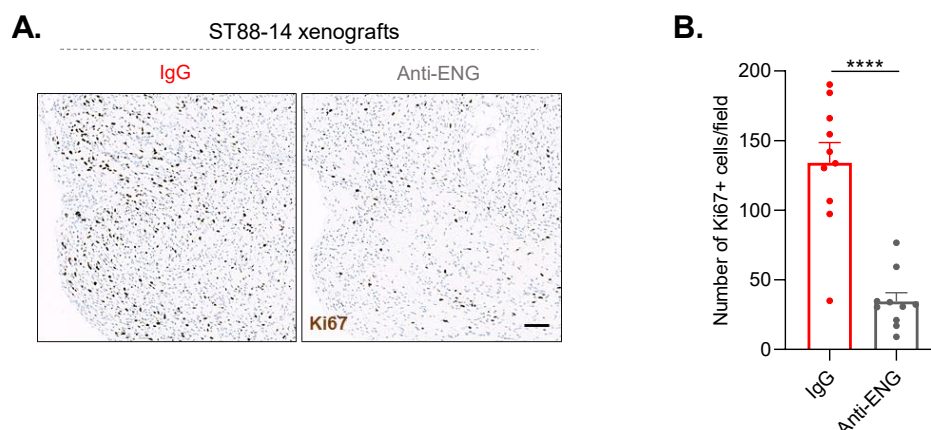 A.
ST88-14 xenografts
IgG
Anti-ENG
Ki67
B.
****
Number of Ki67+ cells/field
200
150
100
50
0
IgG
Anti-ENG